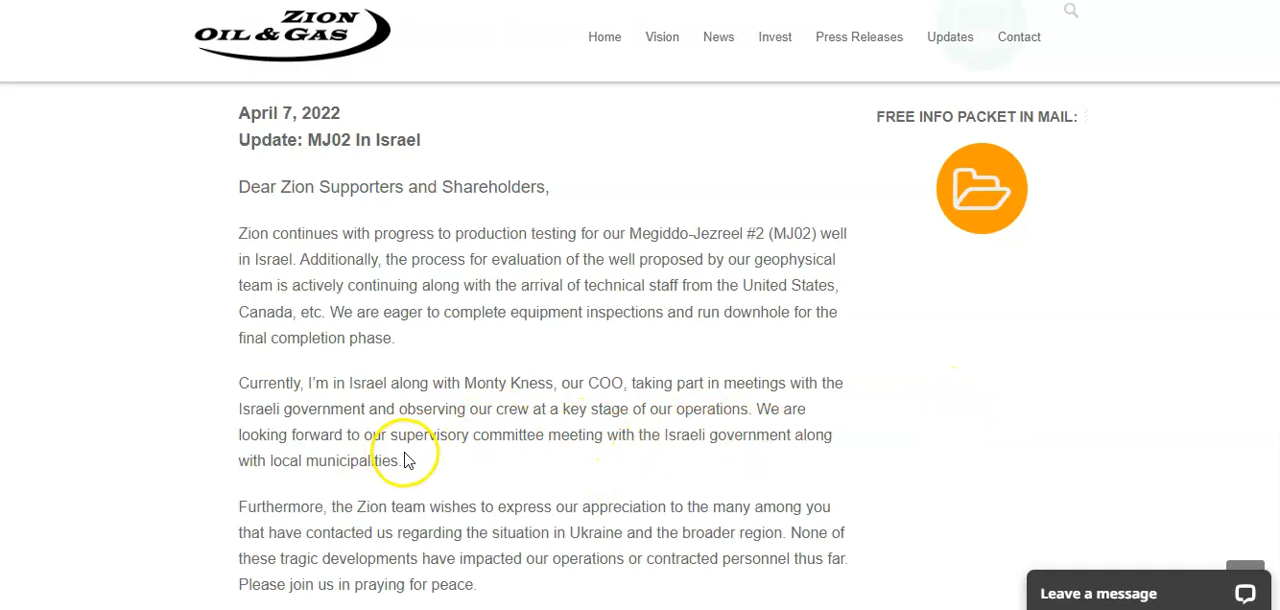 ZION
OIL & GAS
Home Vision News Invest Press Releases Updates Contact
April 7, 2022
Update: MJ02 In Israel
Dear Zion Supporters and Shareholders,
Zion continues with progress to production testing for our Megiddo-Jezreel #2 (MJ02) well
in Israel. Additionally, the process for evaluation of the well proposed by our geophysical
team is actively continuing along with the arrival of technical staff from the United States,
Canada, etc. We are eager to complete equipment inspections and run downhole for the
final completion phase.
Currently, I'm in Israel along with Monty Kness, our COO, taking part in meetings with the
Israeli government and observing our crew at a key stage of our operations. We are
looking forward to our supervisory committee meeting with the Israeli government along
with local municipalities.
Furthermore, the Zion team wishes to express our appreciation to the many among you
that have contacted us regarding the situation in Ukraine and the broader region. None of
these tragic developments have impacted our operations or contracted personnel thus far.
Please join us in praying for peace.
FREE INFO PACKET IN MAIL:
Leave a message